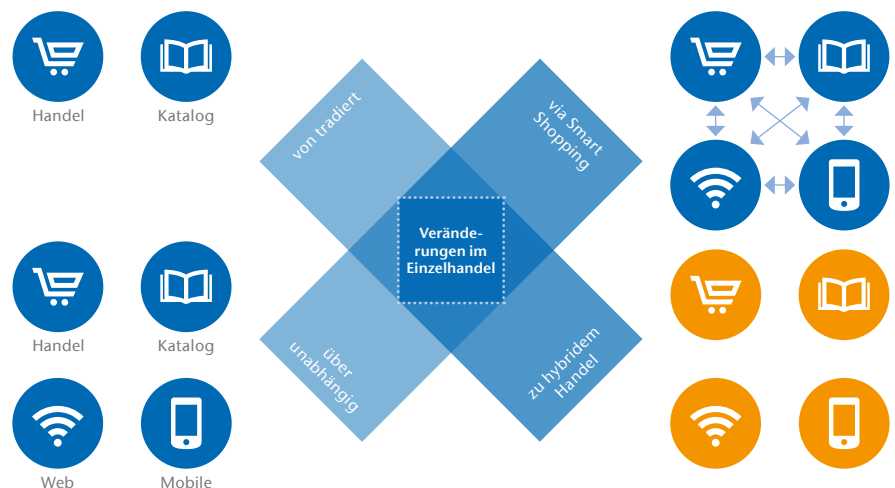 Handel
Katalog
von tradiert
via Smart
Shopping
Verände-
rungen im
Einzelhandel
Handel
Katalog
über
unabhängig
zu hybridem
Handel
Web
Mobile